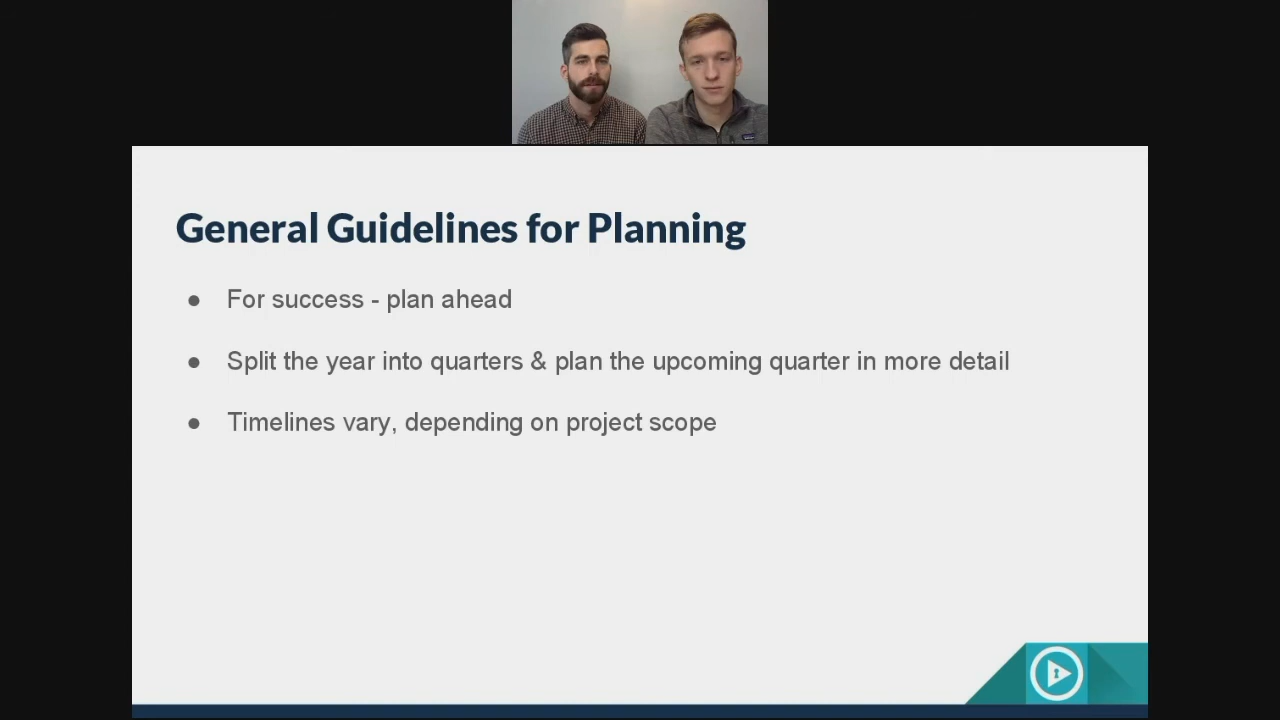 General Guidelines for Planning
● For success - plan ahead
● Split the year into quarters & plan the upcoming quarter in more detail
● Timelines vary, depending on project scope